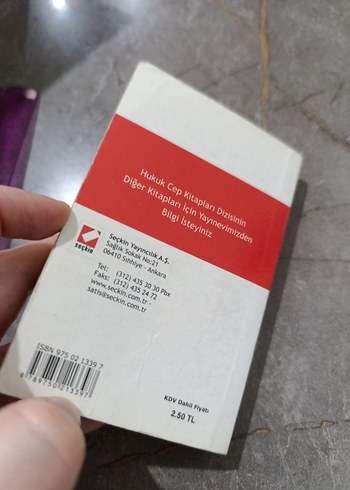 Hukuk Cep Kitapları Dizisinin
Diğer Kitapları İçin Yayınevimizden
Bilgi İsteyiniz
seçkin
Seçkin Yayıncılık A.Ş.
Sağlık Sokak No:21
06410 Sıhhiye - Ankara
Tel: (312) 435 30 30 Pbx
Faks: (312) 435 24 72
www.seckin.com.tr -
satis@seckin.com.tr
ISBN 975 02 1339 7
9789750213397
KDV Dahil Fiyatı
2.50 TL